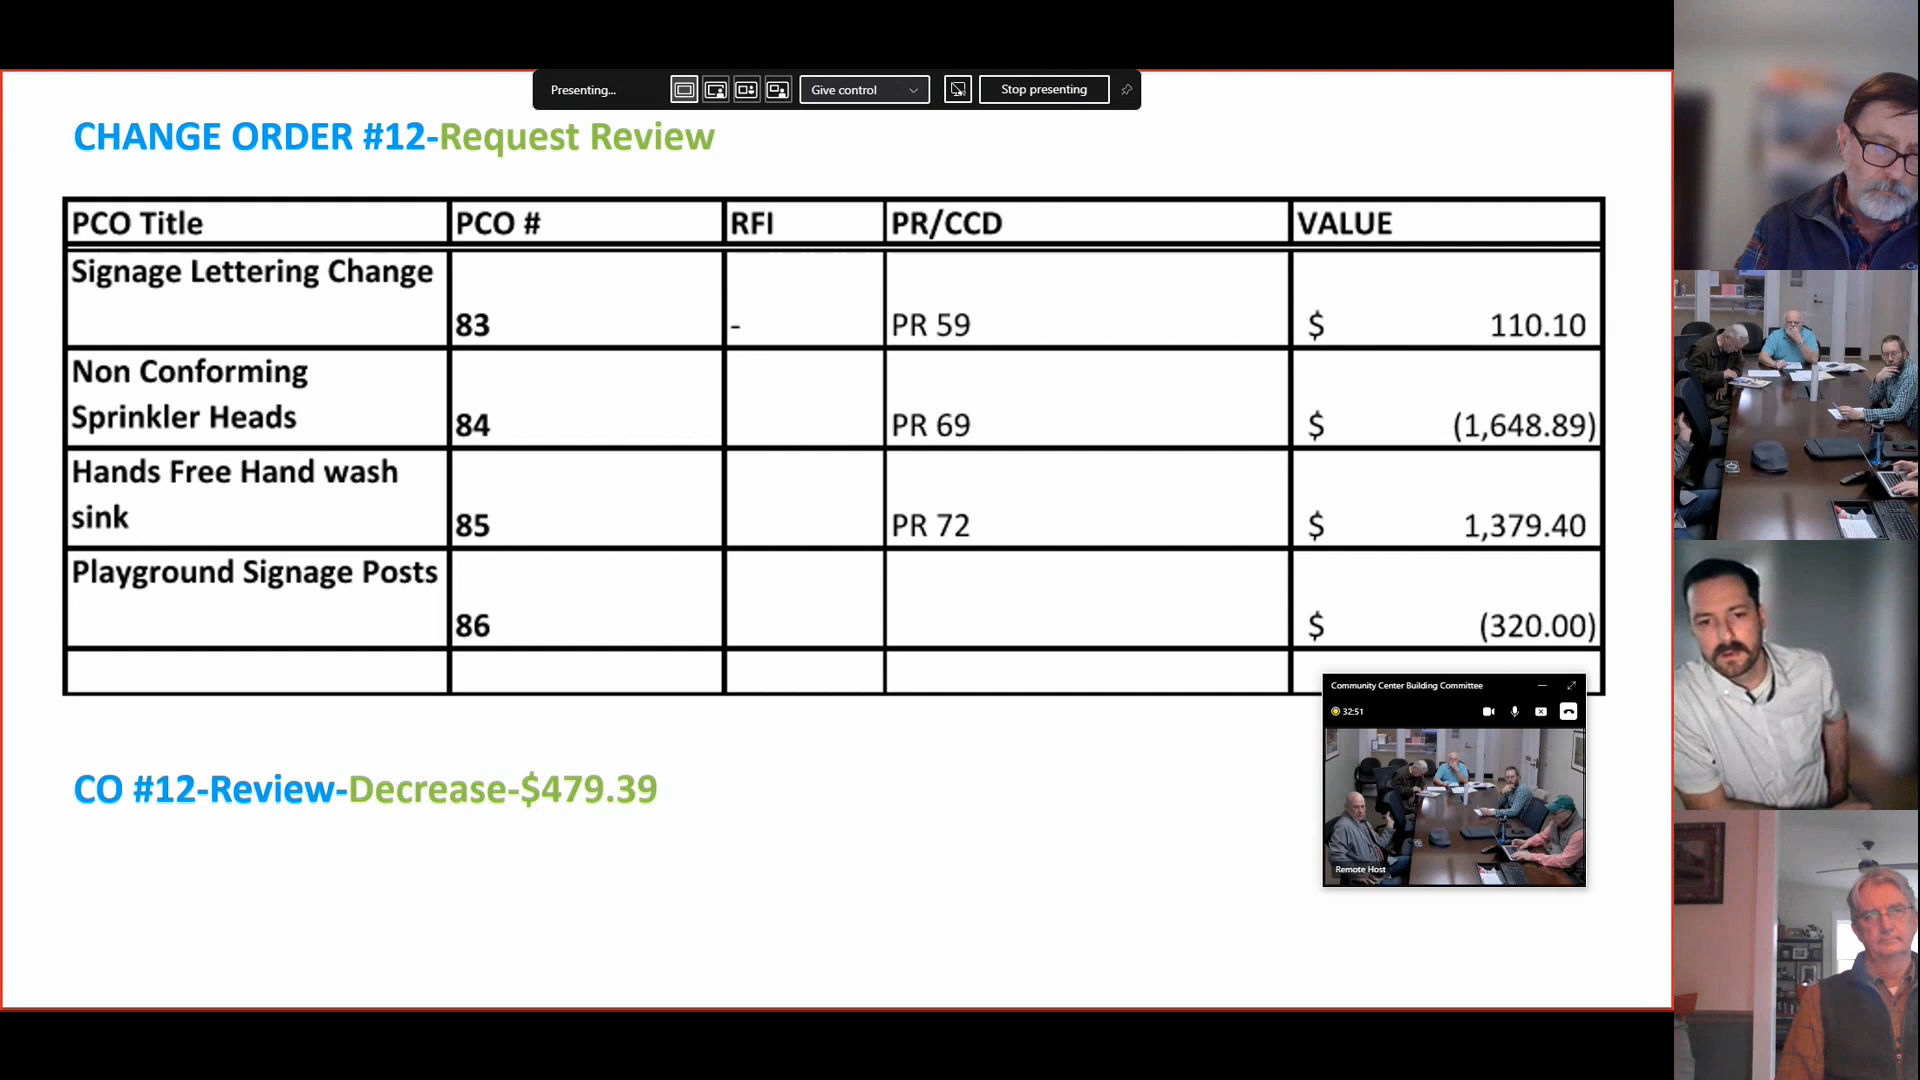 Presenting...
Give control
Stop presenting
CHANGE ORDER #12-Request Review
PCO Title PCO # RFI PR/CCD VALUE
Signage Lettering Change
83 - PR 59 $ 110.10
Non Conforming
Sprinkler Heads 84 PR 69 $ (1,648.89)
Hands Free Hand wash
sink 85 PR 72 $ 1,379.40
Playground Signage Posts
86 $ (320.00)
Community Center Building Committee
32:51
Remote Host
CO #12-Review-Decrease-$479.39